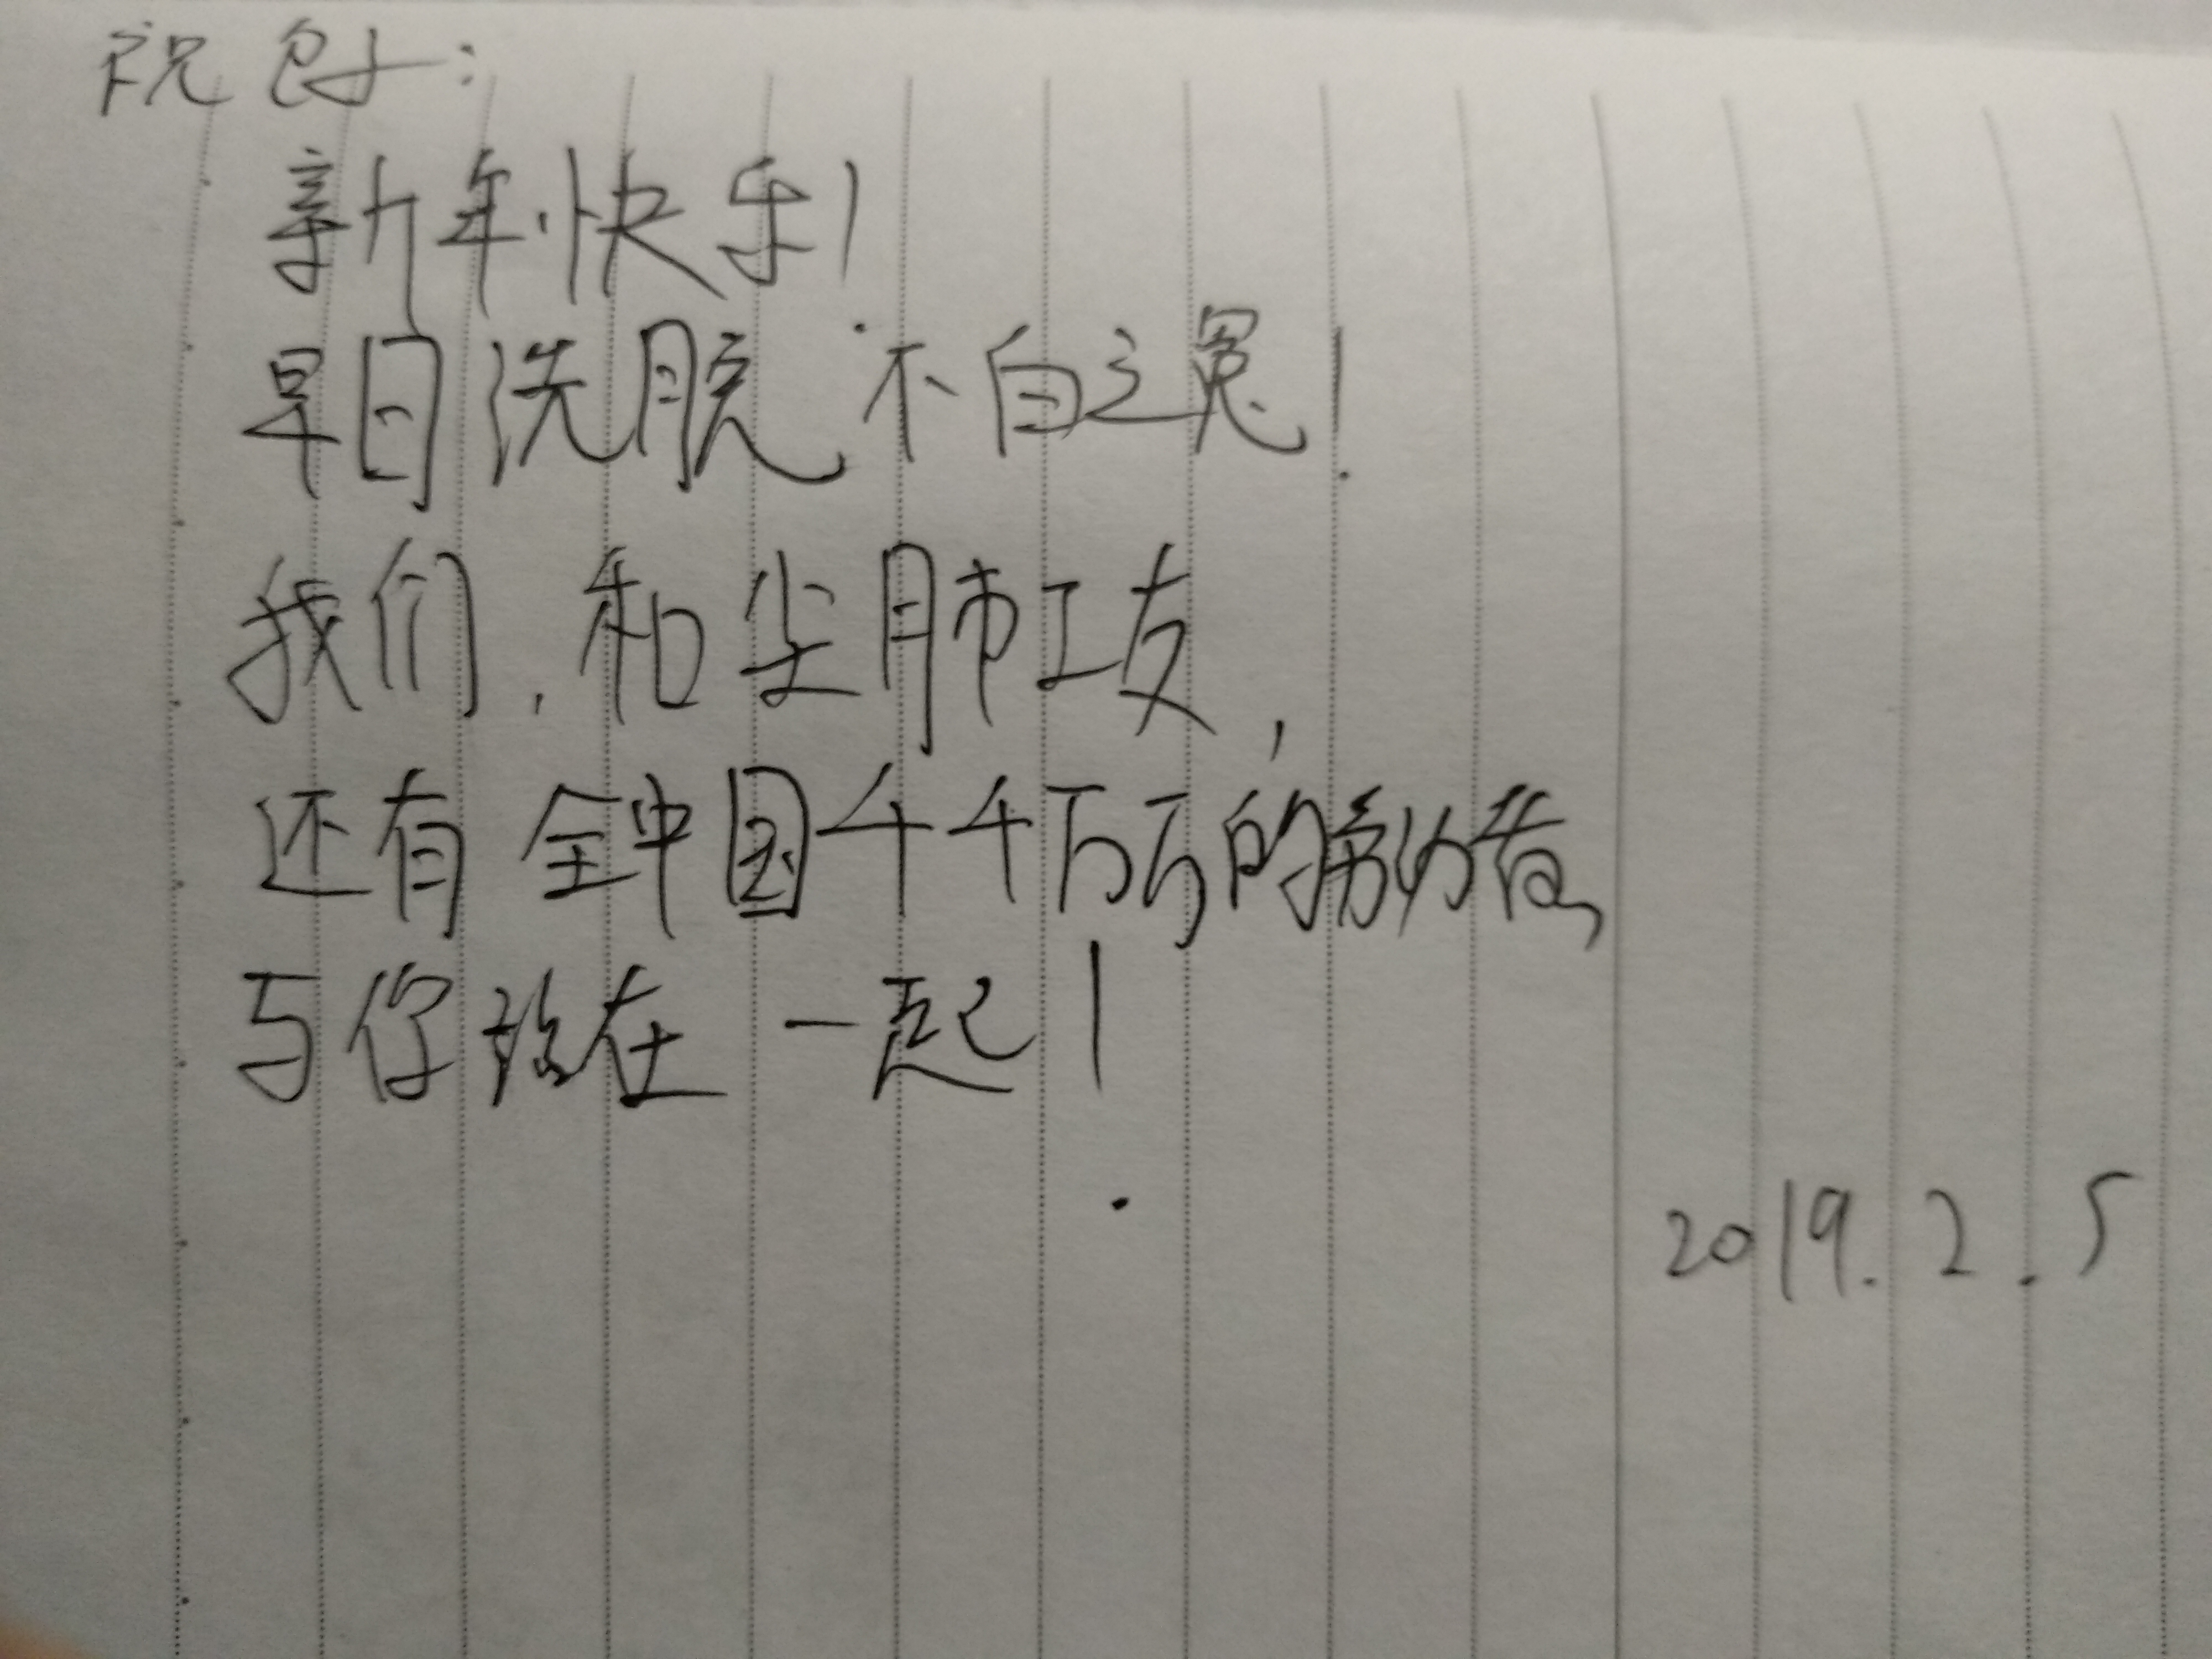 祝包子:
新年快乐!
早日洗脱不白之冤!
我们,和尘肺工友,
还有全中国千千万万的劳动者,
与你站在一起!
2019.2.5